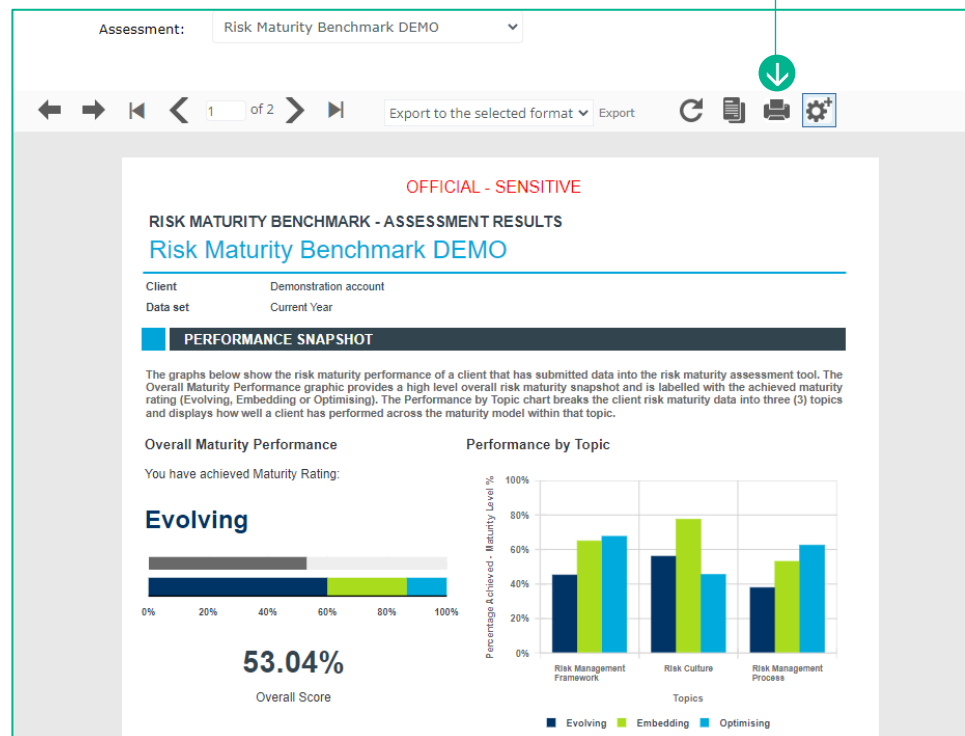 Assessment:
Risk Maturity Benchmark DEMO
1 of 2
Export to the selected format
Export
OFFICIAL - SENSITIVE
RISK MATURITY BENCHMARK - ASSESSMENT RESULTS
Risk Maturity Benchmark DEMO
Client Demonstration account
Data set Current Year
PERFORMANCE SNAPSHOT
The graphs below show the risk maturity performance of a client that has submitted data into the risk maturity assessment tool. The
Overall Maturity Performance graphic provides a high level overall risk maturity snapshot and is labelled with the achieved maturity
rating (Evolving, Embedding or Optimising). The Performance by Topic chart breaks the client risk maturity data into three (3) topics
and displays how well a client has performed across the maturity model within that topic.
Overall Maturity Performance
You have achieved Maturity Rating:
Evolving
0% 20% 40% 60% 80% 100%
53.04%
Overall Score
Performance by Topic
Percentage Achieved - Maturity Level %
100%
80%
60%
40%
20%
0%
Risk Management
Framework
Risk Culture
Risk Management
Process
Topics
Evolving Embedding Optimising